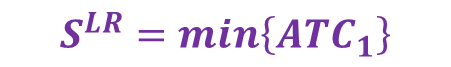 S^{LR} = min{ATC_1}